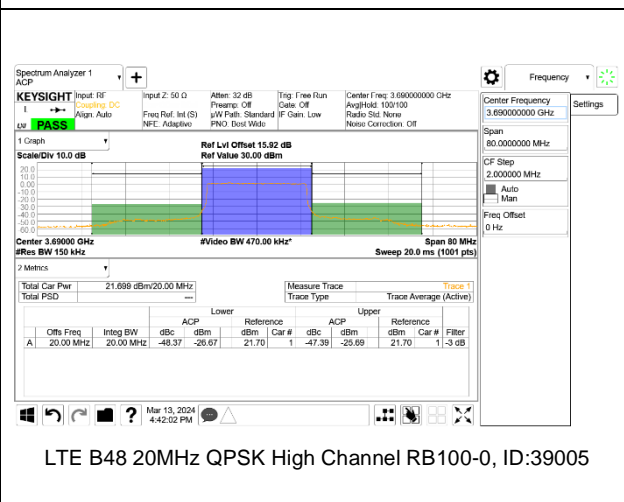 Spectrum Analyzer 1
ACP
Frequency
KEYSIGHT Input: RF Input Z: 50 Ω Atten: 32 dB Trig: Free Run Center Freq: 3.690000000 GHz
Coupling: DC Preamp: Off Gate: Off Avg|Hold: 100/100
Align: Auto Freq Ref: Int (S) µW Path: Standard IF Gain: Low Radio Std: None
PASS NFE: Adaptive PNO: Best Wide Noise Correction: Off
Center Frequency
3.690000000 GHz
Settings
Span
80.0000000 MHz
CF Step
2.000000 MHz
Auto
Man
Freq Offset
0 Hz
1 Graph
Scale/Div 10.0 dB
Ref Lvl Offset 15.92 dB
Ref Value 30.00 dBm
20.0
10.0
0.00
-10.0
-20.0
-30.0
-40.0
-50.0
-60.0
Center 3.69000 GHz #Video BW 470.00 kHz* Span 80 MHz
#Res BW 150 kHz Sweep 20.0 ms (1001 pts)
2 Metrics
Total Car Pwr 21.699 dBm/20.00 MHz Measure Trace Trace 1
Total PSD --- Trace Type Trace Average (Active)
Lower Upper
ACP Reference ACP Reference
Offs Freq Integ BW dBc dBm dBm Car # dBc dBm dBm Car # Filter
A 20.00 MHz 20.00 MHz -48.37 -26.67 21.70 1 -47.39 -25.69 21.70 1 -3 dB
Mar 13, 2024
4:42:02 PM
LTE B48 20MHz QPSK High Channel RB100-0, ID:39005